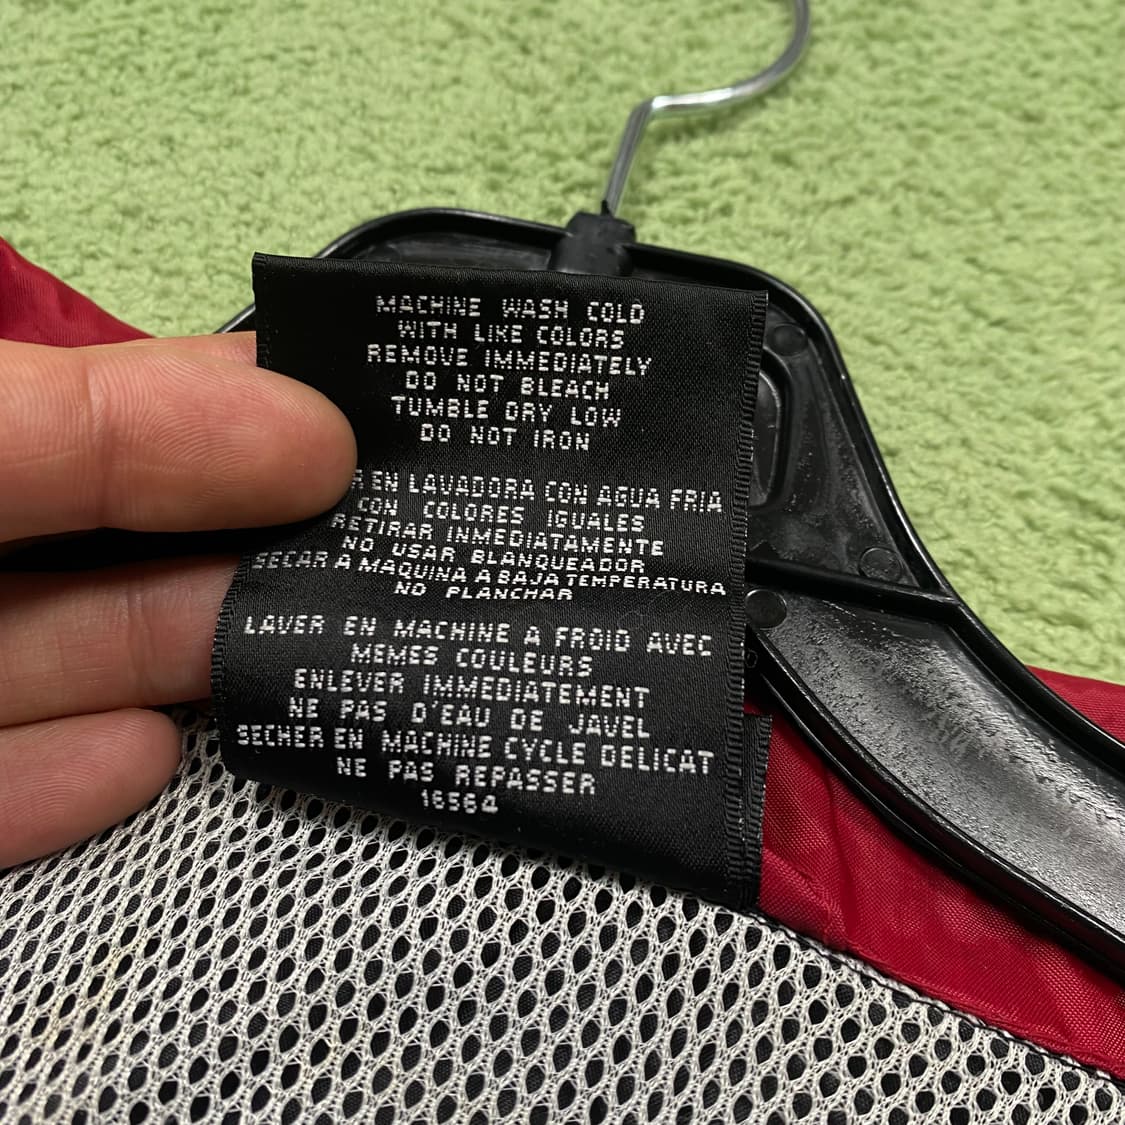 MACHINE WASH COLD
WITH LIKE COLORS
REMOVE IMMEDIATELY
DO NOT BLEACH
TUMBLE DRY LOW
DO NOT IRON
EN LAVADORA CON AGUA FRIA
CON COLORES IGUALES
RETIRAR INMEDIATAMENTE
NO USAR BLANQUEADOR
SECAR A MAQUINA A BAJA TEMPERATURA
NO PLANCHAR
LAVER EN MACHINE A FROID AVEC
MEMES COULEURS
ENLEVER IMMEDIATEMENT
NE PAS D'EAU DE JAVEL
SECHER EN MACHINE CYCLE DELICAT
NE PAS REPASSER
16564